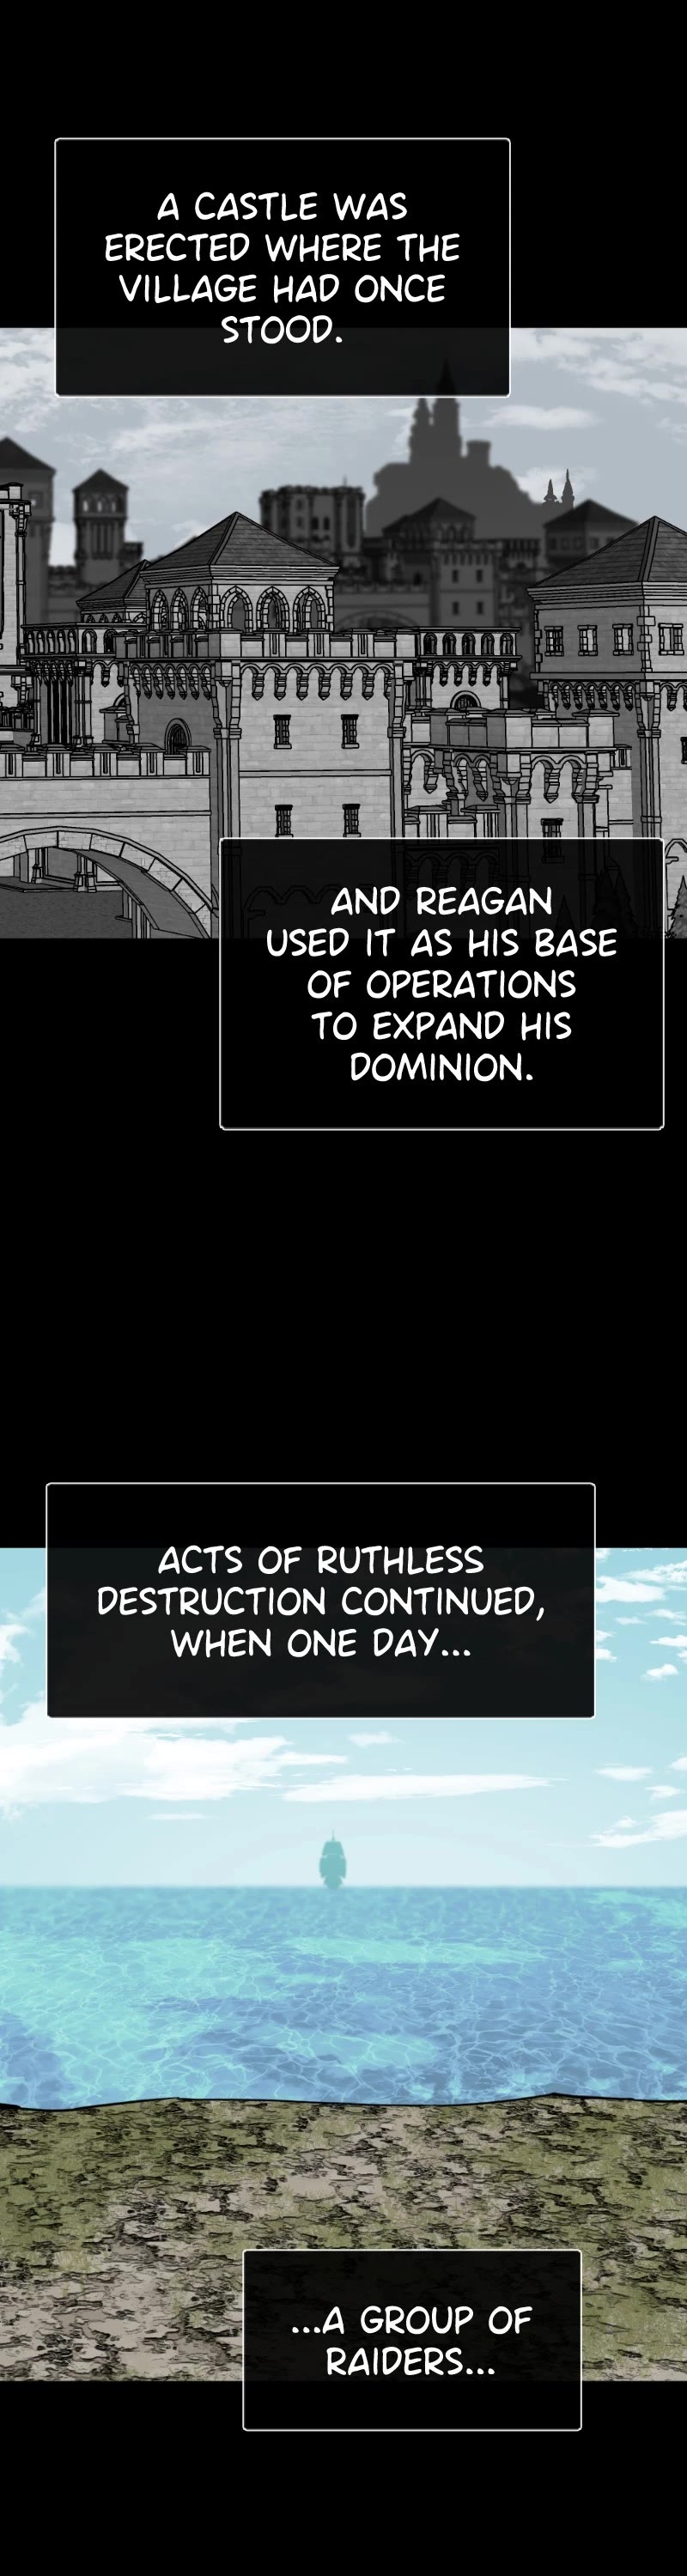 A CASTLE WAS
ERECTED WHERE THE
VILLAGE HAD ONCE
STOOD.
AND REAGAN
USED IT AS HIS BASE
OF OPERATIONS
TO EXPAND HIS
DOMINION.
ACTS OF RUTHLESS
DESTRUCTION CONTINUED,
WHEN ONE DAY...
...A GROUP OF
RAIDERS...